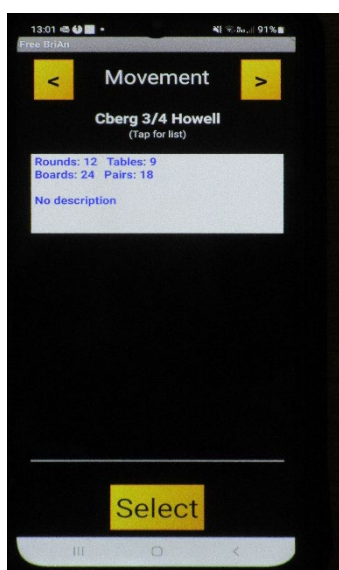 13:01
91%
Free BriAn
< Movement >
Cberg 3/4 Howell
(Tap for list)
Rounds: 12 Tables: 9
Boards: 24 Pairs: 18
No description
Select